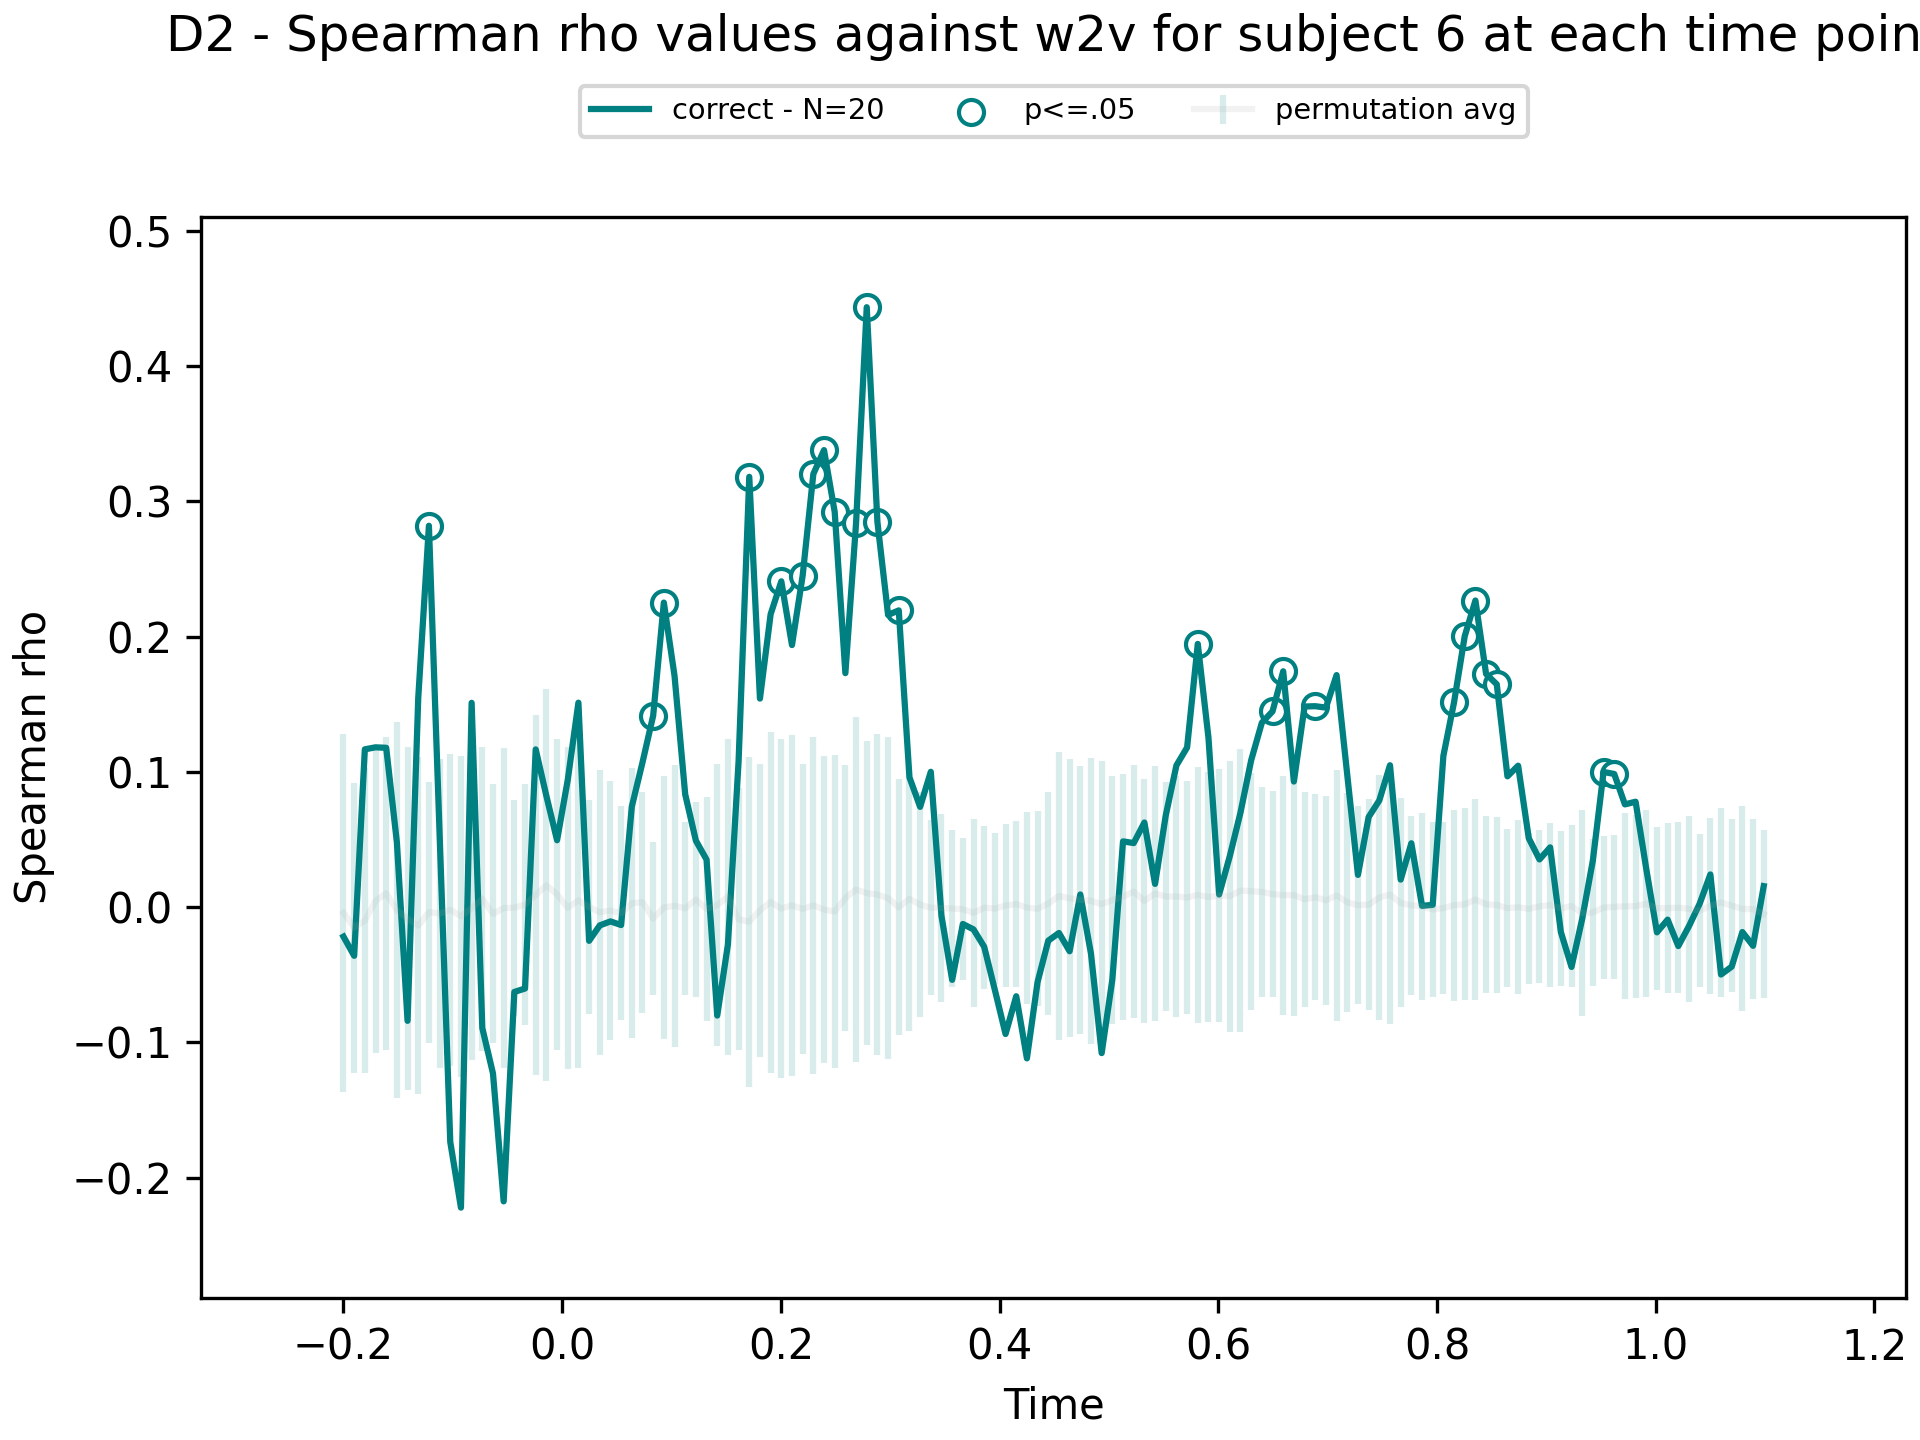 D2 - Spearman rho values against w2v for subject 6 at each time poin
correct - N=20 p<=.05 permutation avg
0.5
0.4
0.3
0.2
0.1
0.0
−0.1
−0.2
Spearman rho
−0.2 0.0 0.2 0.4 0.6 0.8 1.0 1.2
Time